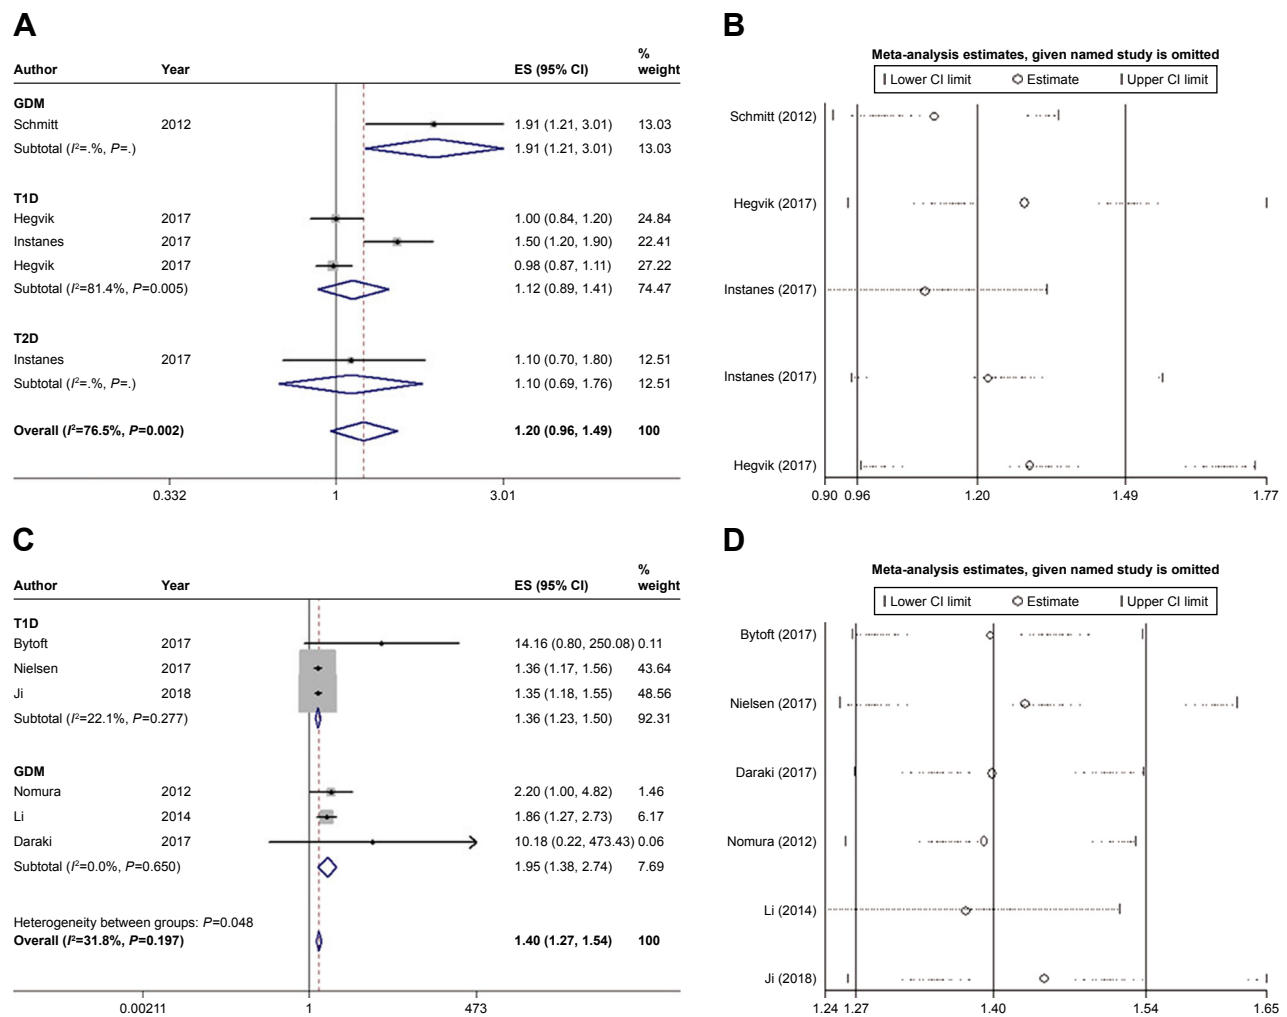 A
%
Author Year ES (95% CI) weight
GDM
Schmitt 2012 1.91 (1.21, 3.01) 13.03
Subtotal (I²=.%, P=.) 1.91 (1.21, 3.01) 13.03
T1D
Hegvik 2017 1.00 (0.84, 1.20) 24.84
Instanes 2017 1.50 (1.20, 1.90) 22.41
Hegvik 2017 0.98 (0.87, 1.11) 27.22
Subtotal (I²=81.4%, P=0.005) 1.12 (0.89, 1.41) 74.47
T2D
Instanes 2017 1.10 (0.70, 1.80) 12.51
Subtotal (I²=.%, P=.) 1.10 (0.69, 1.76) 12.51
Overall (I²=76.5%, P=0.002) 1.20 (0.96, 1.49) 100
0.332 1 3.01
B
Meta-analysis estimates, given named study is omitted
Lower CI limit Estimate Upper CI limit
Schmitt (2012)
Hegvik (2017)
Instanes (2017)
Instanes (2017)
Hegvik (2017)
0.90 0.96 1.20 1.49 1.77
C
%
Author Year ES (95% CI) weight
T1D
Bytoft 2017 14.16 (0.80, 250.08) 0.11
Nielsen 2017 1.36 (1.17, 1.56) 43.64
Ji 2018 1.35 (1.18, 1.55) 48.56
Subtotal (I²=22.1%, P=0.277) 1.36 (1.23, 1.50) 92.31
GDM
Nomura 2012 2.20 (1.00, 4.82) 1.46
Li 2014 1.86 (1.27, 2.73) 6.17
Daraki 2017 10.18 (0.22, 473.43) 0.06
Subtotal (I²=0.0%, P=0.650) 1.95 (1.38, 2.74) 7.69
Heterogeneity between groups: P=0.048
Overall (I²=31.8%, P=0.197) 1.40 (1.27, 1.54) 100
0.00211 1 473
D
Meta-analysis estimates, given named study is omitted
Lower CI limit Estimate Upper CI limit
Bytoft (2017)
Nielsen (2017)
Daraki (2017)
Nomura (2012)
Li (2014)
Ji (2018)
1.24 1.27 1.40 1.54 1.65